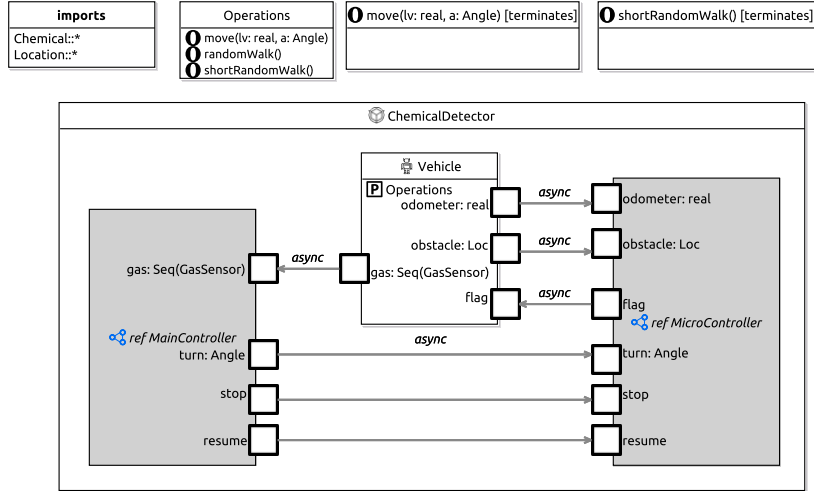 imports
Chemical::*
Location::*
Operations
move(lv: real, a: Angle)
randomWalk()
shortRandomWalk()
move(lv: real, a: Angle) [terminates]
shortRandomWalk() [terminates]
ChemicalDetector
Vehicle
P Operations
odometer: real
async
odometer: real
obstacle: Loc
async
obstacle: Loc
gas: Seq(GasSensor)
async
gas: Seq(GasSensor)
flag
async
flag
ref MainController
ref MicroController
turn: Angle
async
turn: Angle
stop
stop
resume
resume